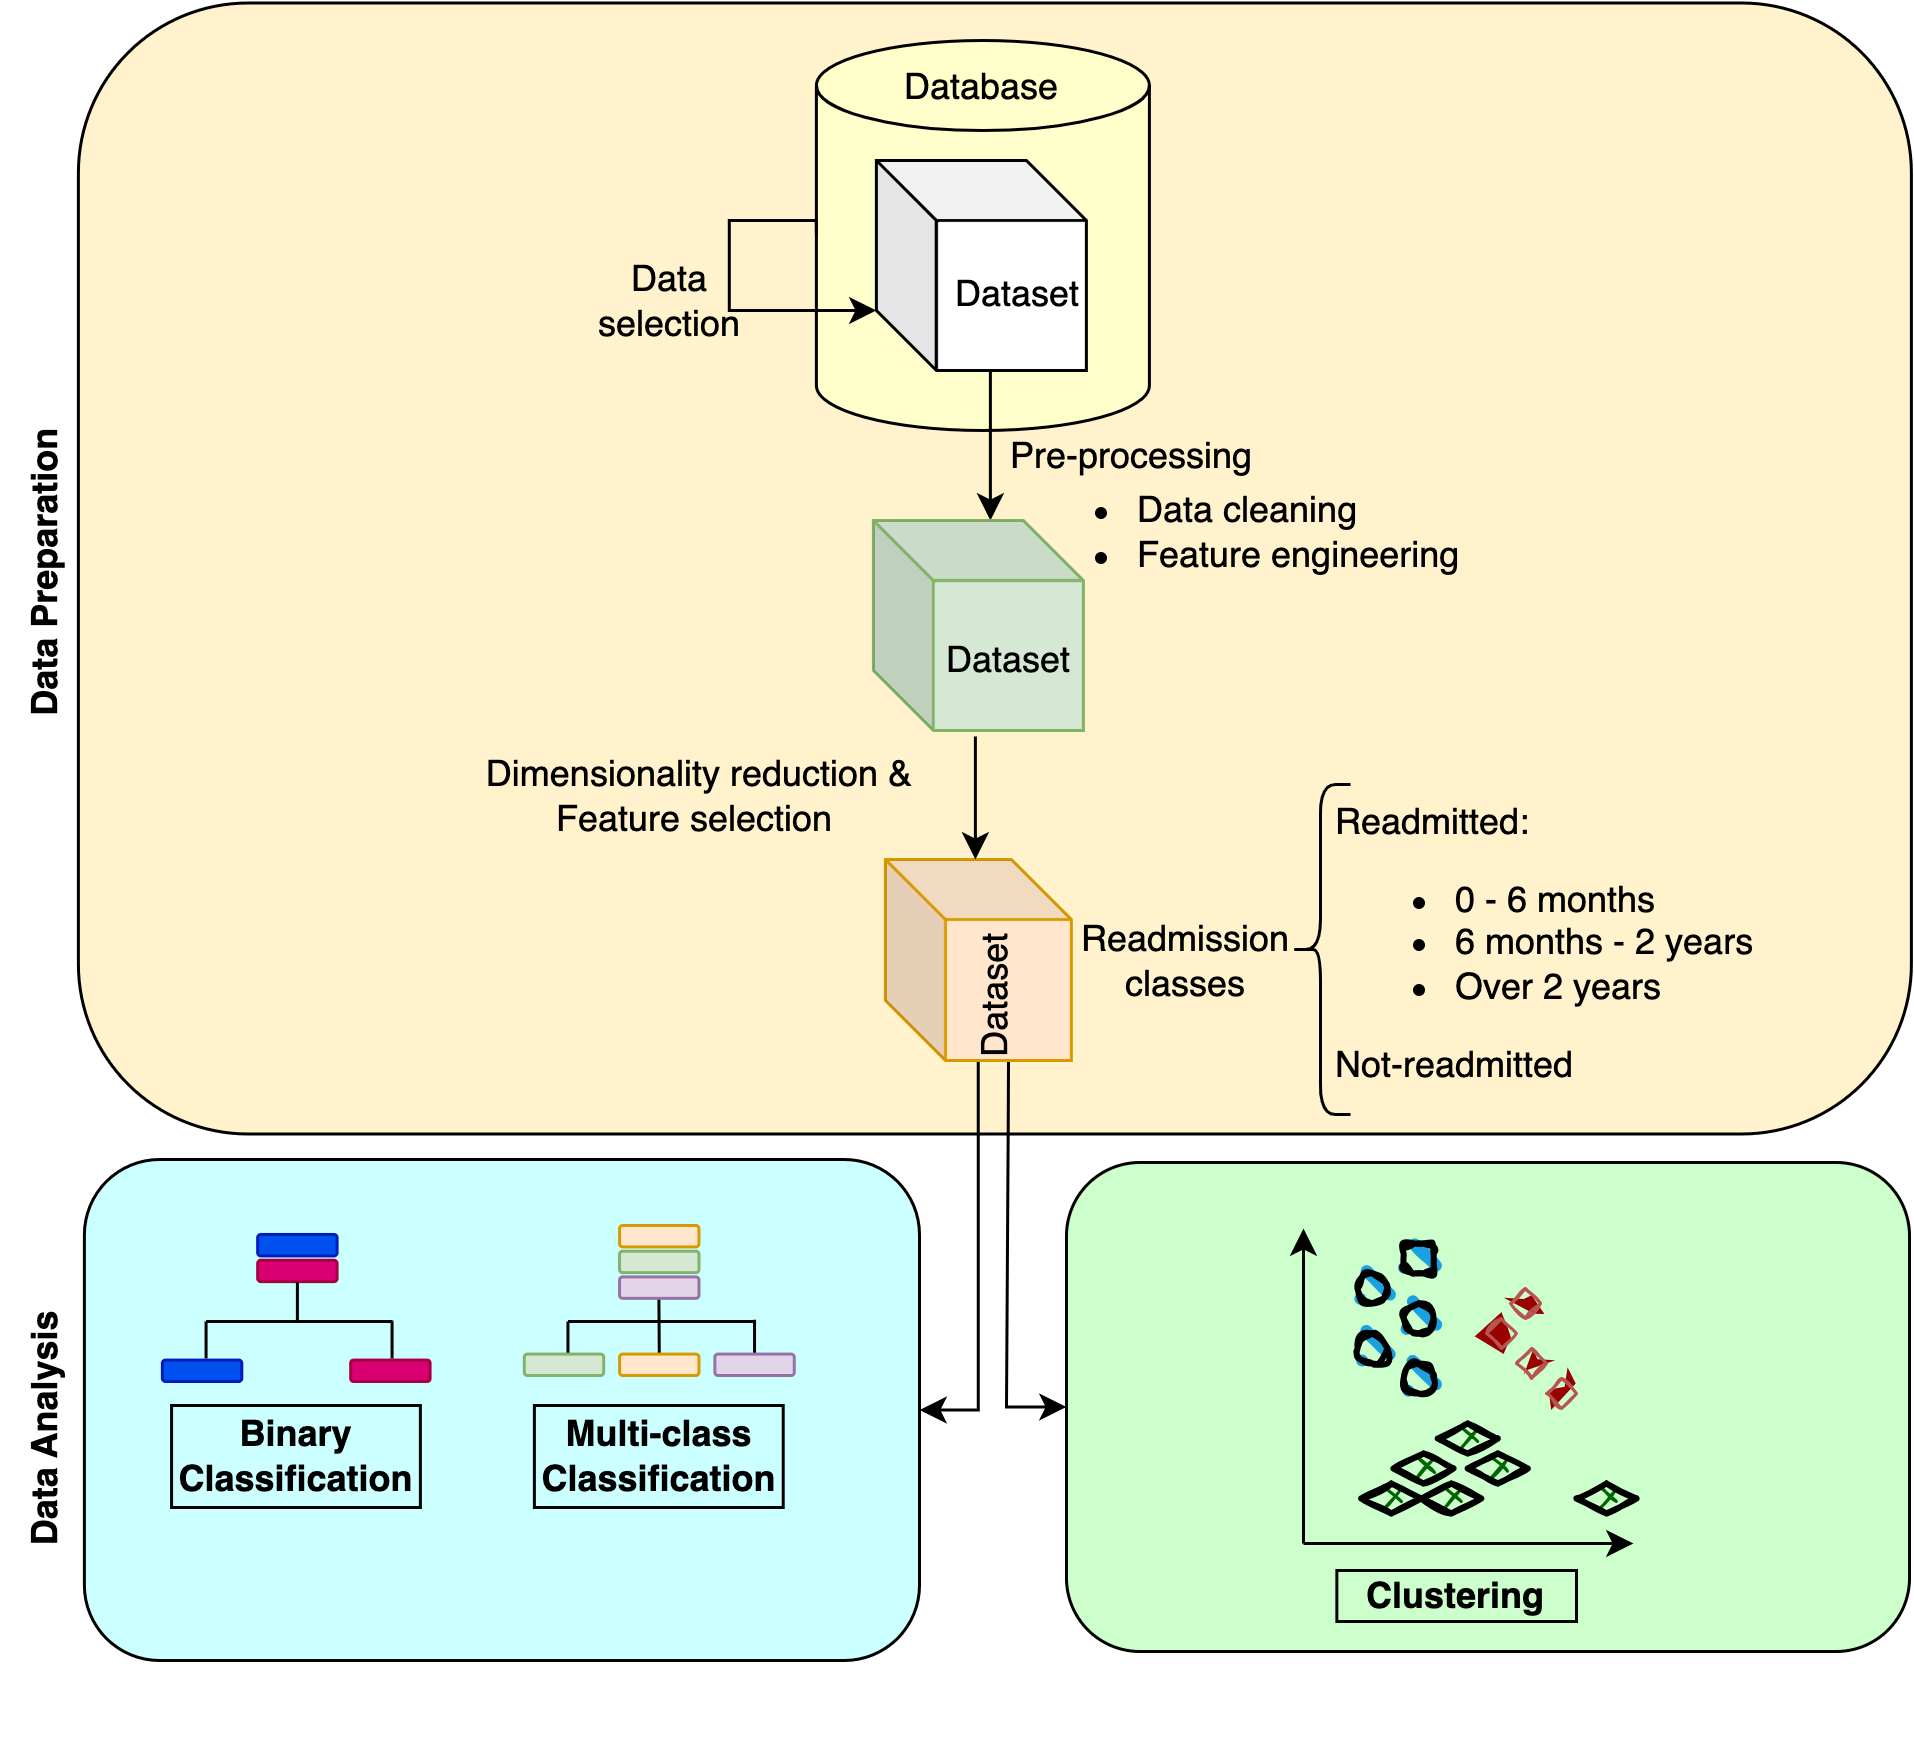 Database
Dataset
Data
selection
Pre-processing
• Data cleaning
• Feature engineering
Dataset
Dimensionality reduction &
Feature selection
Dataset
Readmission
classes
Readmitted:
• 0 - 6 months
• 6 months - 2 years
• Over 2 years
Not-readmitted
Data Preparation
Binary
Classification
Multi-class
Classification
Clustering
Data Analysis